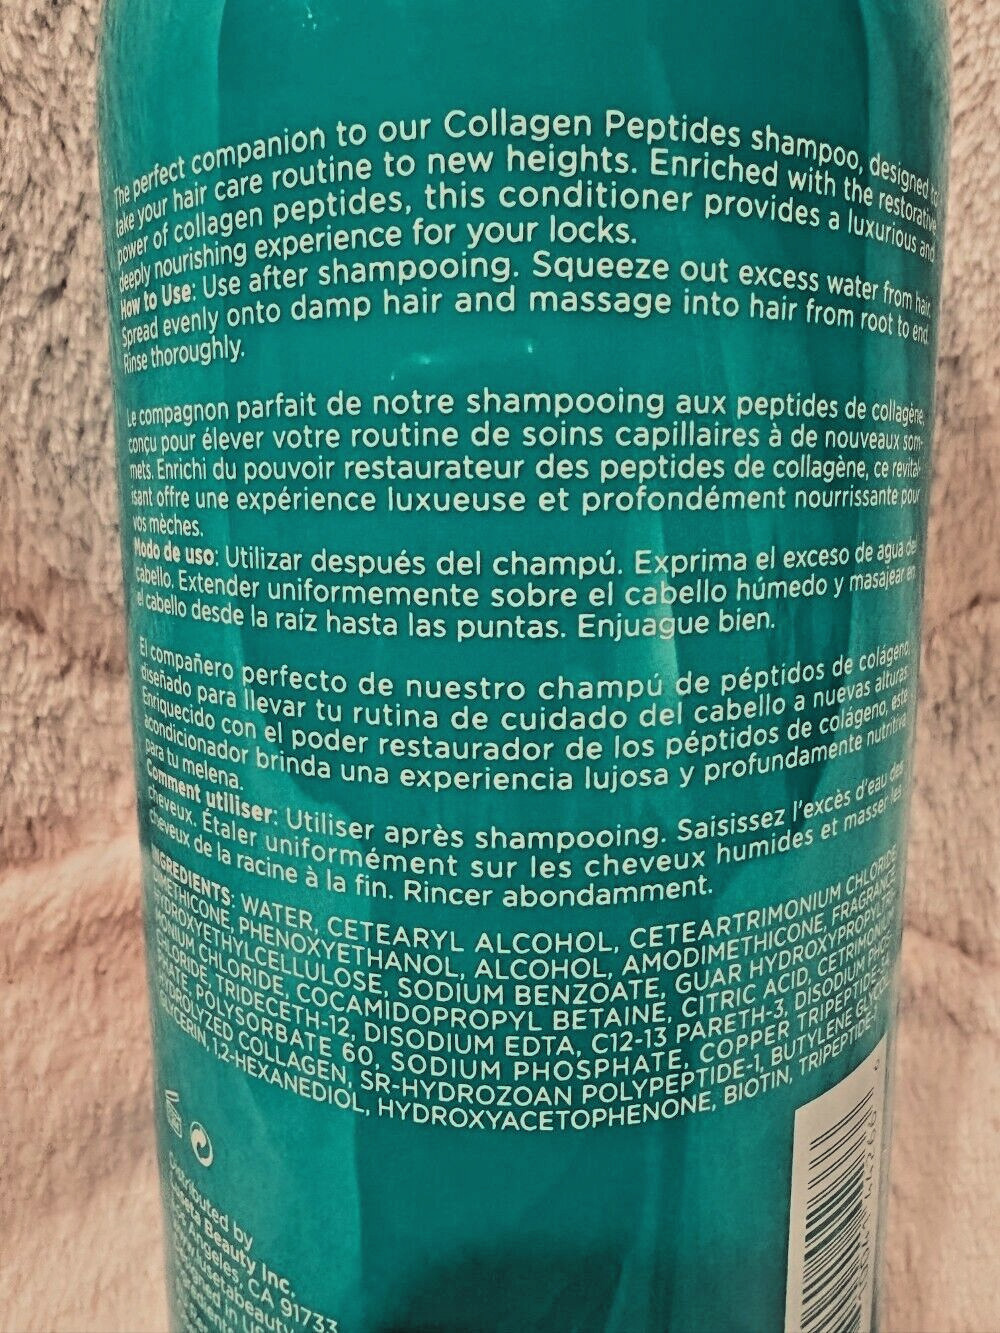 The perfect companion to our Collagen Peptides shampoo, designed to
take your hair care routine to new heights. Enriched with the restorative
power of collagen peptides, this conditioner provides a luxurious and
deeply nourishing experience for your locks.
How to Use: Use after shampooing. Squeeze out excess water from hair.
Spread evenly onto damp hair and massage into hair from root to end.
Rinse thoroughly.
Le compagnon parfait de notre shampooing aux peptides de collagène,
conçu pour élever votre routine de soins capillaires à de nouveaux som-
mets. Enrichi du pouvoir restaurateur des peptides de collagène, ce revital-
isant offre une expérience luxueuse et profondément nourrissante pour
vos mèches.
Modo de uso: Utilizar después del champú. Exprima el exceso de agua del
cabello. Extender uniformemente sobre el cabello húmedo y masajear en
el cabello desde la raíz hasta las puntas. Enjuague bien.
El compañero perfecto de nuestro champú de péptidos de colágeno,
diseñado para llevar tu rutina de cuidado del cabello a nuevas alturas.
Enriquecido con el poder restaurador de los péptidos de colágeno, este
acondicionador brinda una experiencia lujosa y profundamente nutritiva
para tu melena.
Comment utiliser: Utiliser après shampooing. Saisissez l'excès d'eau des
cheveux. Étaler uniformément sur les cheveux humides et masser les
cheveux de la racine à la fin. Rincer abondamment.
INGREDIENTS: WATER, CETEARYL ALCOHOL, CETEARTRIMONIUM CHLORIDE,
DIMETHICONE, PHENOXYETHANOL, ALCOHOL, AMODIMETHICONE, FRAGRANCE,
HYDROXYETHYLCELLULOSE, SODIUM BENZOATE, GUAR HYDROXYPROPYLTRI-
MONIUM CHLORIDE, COCAMIDOPROPYL BETAINE, CITRIC ACID, CETRIMONIUM
CHLORIDE, TRIDECETH-12, DISODIUM EDTA, C12-13 PARETH-3, DISODIUM PHOS-
PHATE, POLYSORBATE 60, SODIUM PHOSPHATE, COPPER TRIPEPTIDE-1,
HYDROLYZED COLLAGEN, SR-HYDROZOAN POLYPEPTIDE-1, BUTYLENE GLYCOL,
GLYCERIN, 1,2-HEXANEDIOL, HYDROXYACETOPHENONE, BIOTIN, TRIPEPTIDE-1
Distributed by
Luseta Beauty Inc.
Los Angeles, CA 91733
www.lusetabeauty
Designed in